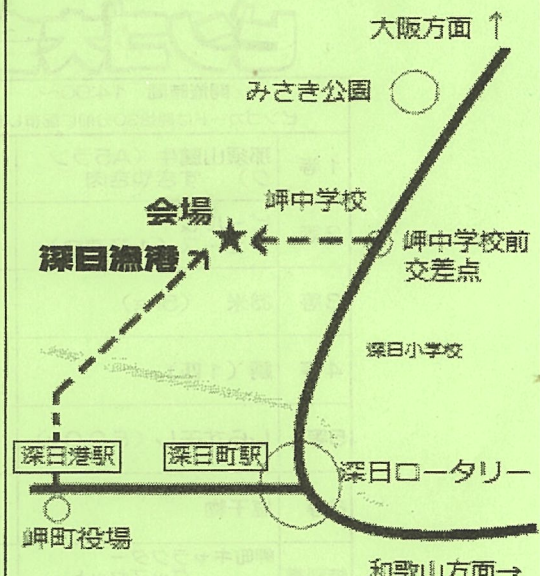 大阪方面 ↑
みさき公園
岬中学校
会場
深日漁港
岬中学校前
交差点
深日小学校
深日港駅
深日町駅
深日ロータリー
岬町役場
和歌山方面→